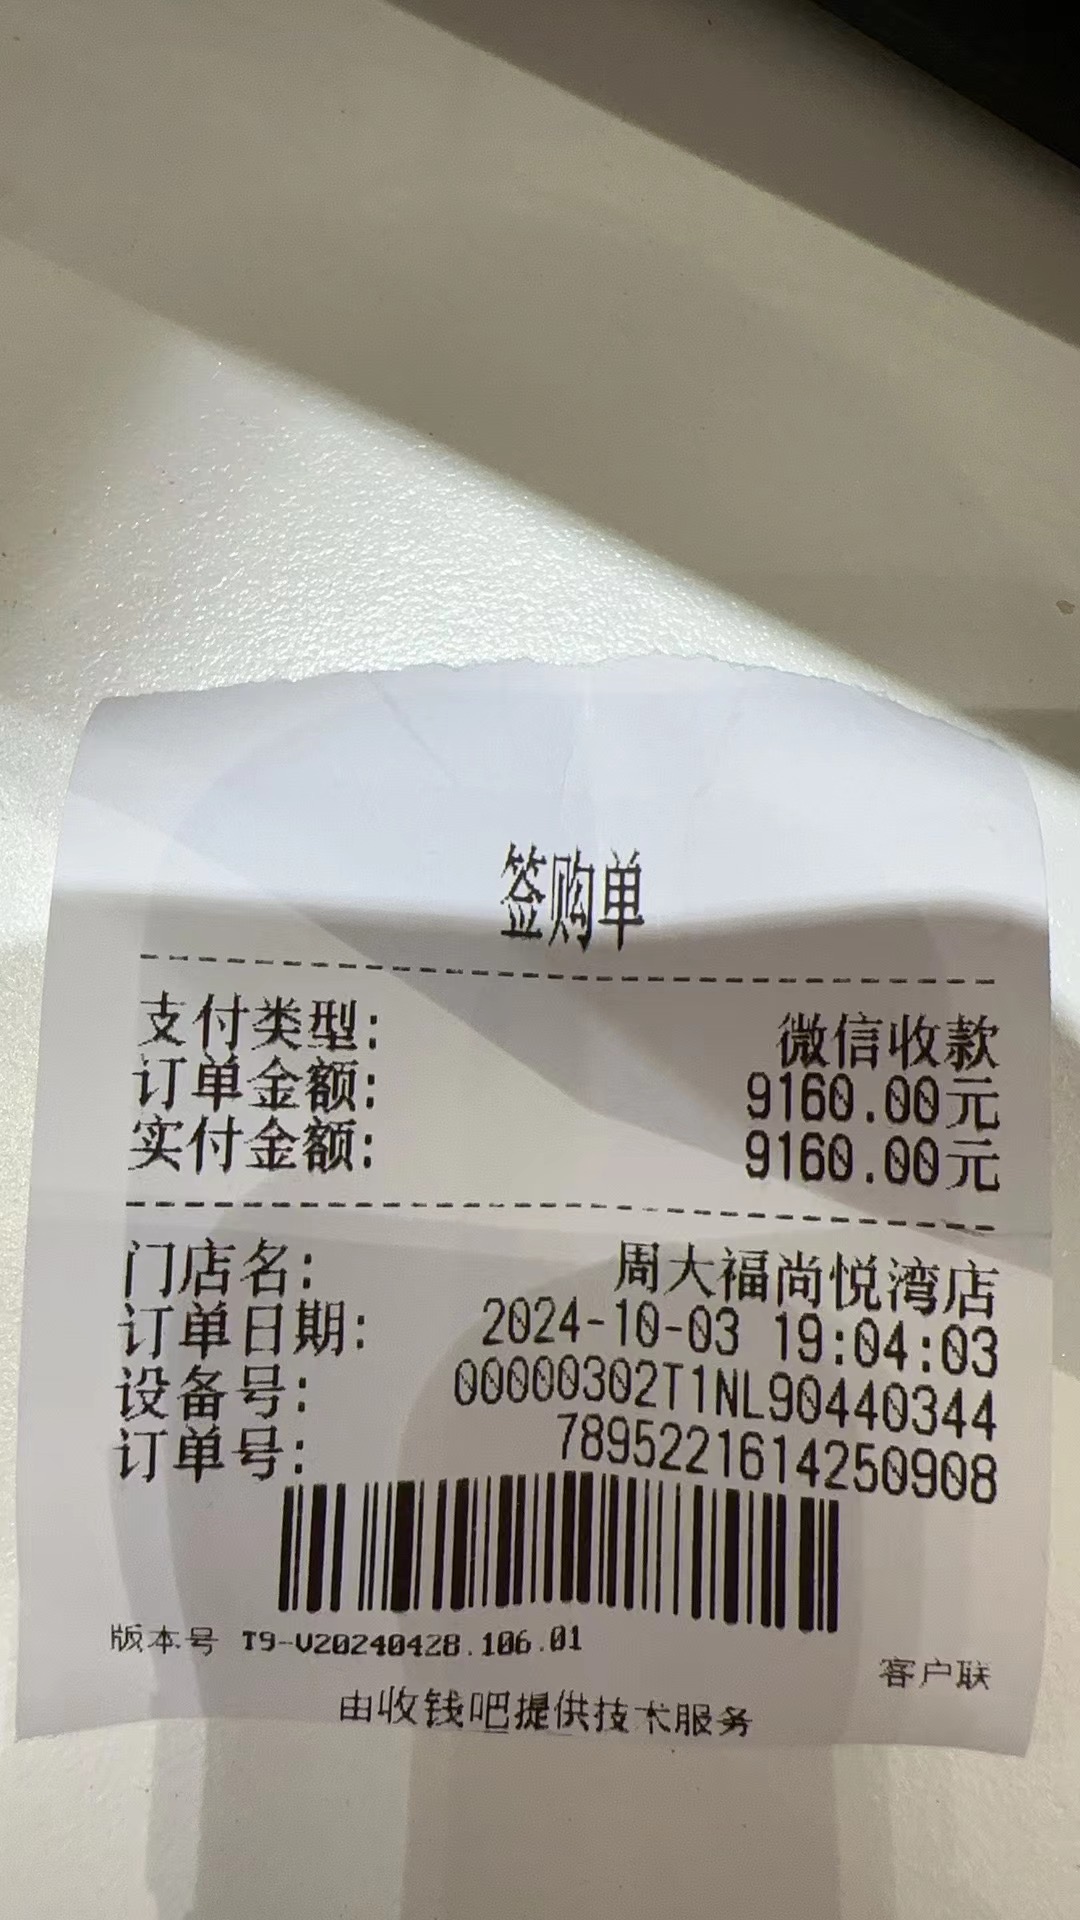 签购单
支付类型: 微信收款
订单金额: 9160.00元
实付金额: 9160.00元
门店名: 周大福尚悦湾店
订单日期: 2024-10-03 19:04:03
设备号: 00000302T1NL90440344
订单号: 7895221614250908
版本号 T9-V20240428.106.01
客户联
由收钱吧提供技术服务